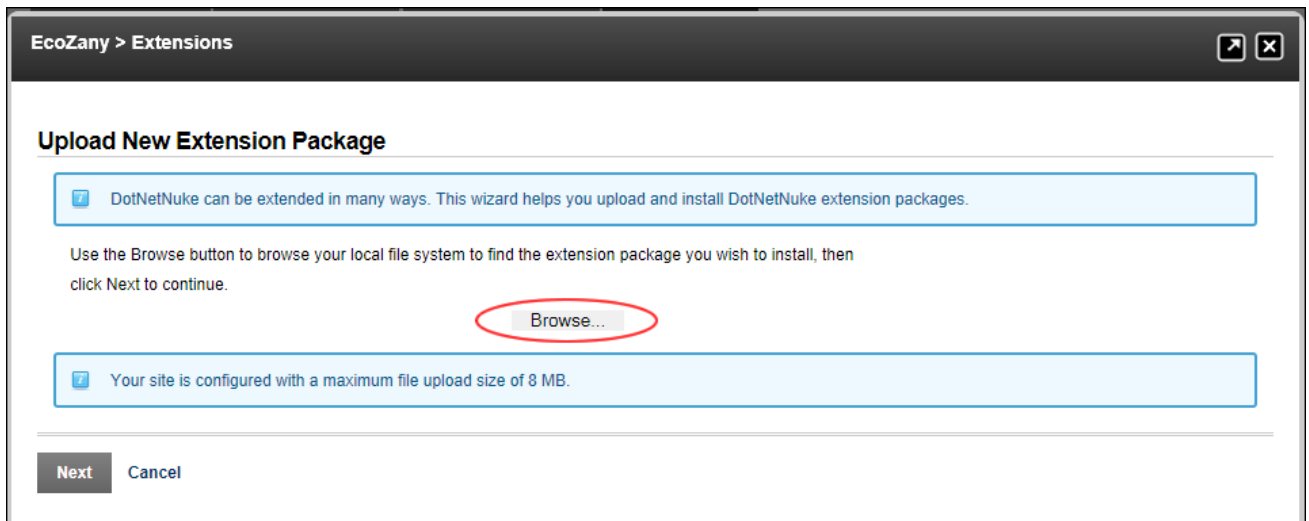 EcoZany > Extensions
Upload New Extension Package
DotNetNuke can be extended in many ways. This wizard helps you upload and install DotNetNuke extension packages.
Use the Browse button to browse your local file system to find the extension package you wish to install, then
click Next to continue.
Browse...
Your site is configured with a maximum file upload size of 8 MB.
Next Cancel